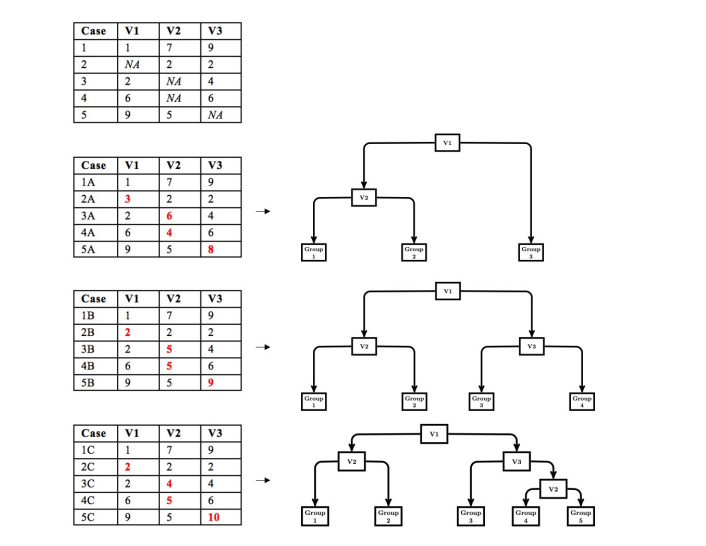 Case V1 V2 V3
1 1 7 9
2 NA 2 2
3 2 NA 4
4 6 NA 6
5 9 5 NA
Case V1 V2 V3
1A 1 7 9
2A 3 2 2
3A 2 6 4
4A 6 4 6
5A 9 5 8
V1
V2
Group
1
Group
2
Group
3
Case V1 V2 V3
1B 1 7 9
2B 2 2 2
3B 2 5 4
4B 6 5 6
5B 9 5 9
V1
V2
V3
Group
1
Group
2
Group
3
Group
4
Case V1 V2 V3
1C 1 7 9
2C 2 2 2
3C 2 4 4
4C 6 5 6
5C 9 5 10
V1
V2
V3
V2
Group
1
Group
2
Group
3
Group
4
Group
5